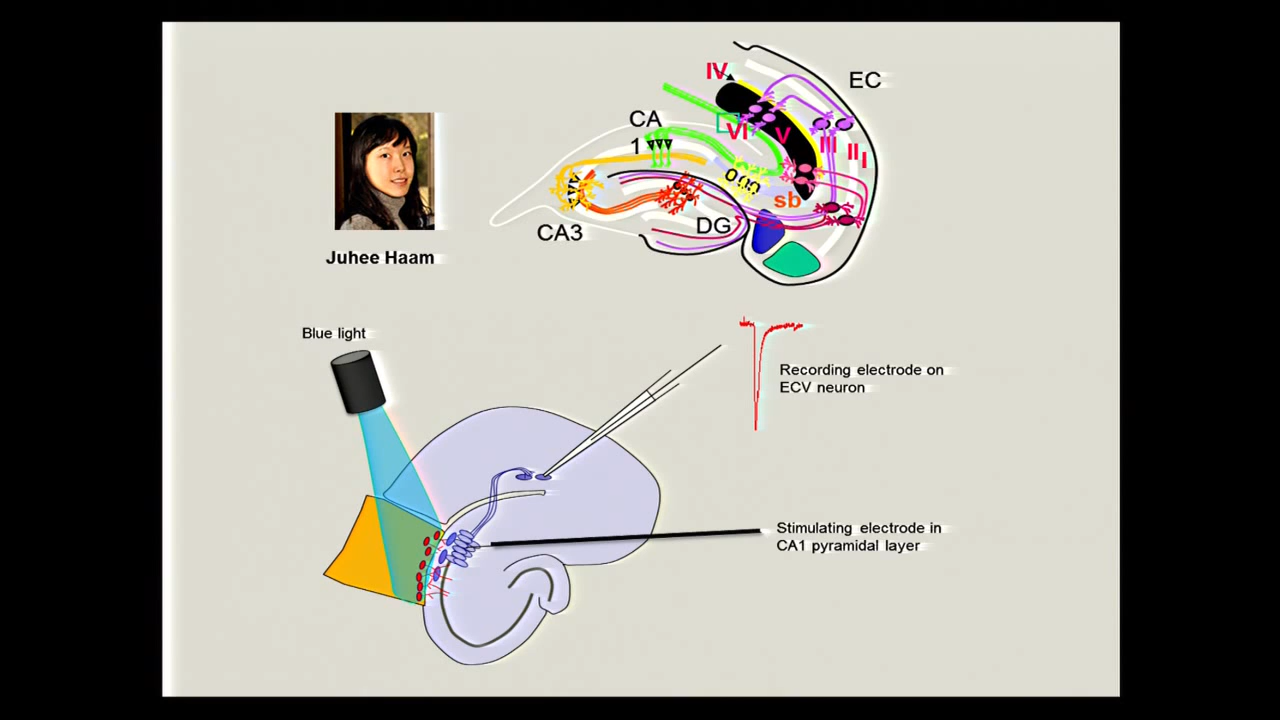 IV
EC
CA
1
VI
V
III
II
I
sb
CA3
DG
Juhee Haam
Blue light
Recording electrode on
ECV neuron
Stimulating electrode in
CA1 pyramidal layer